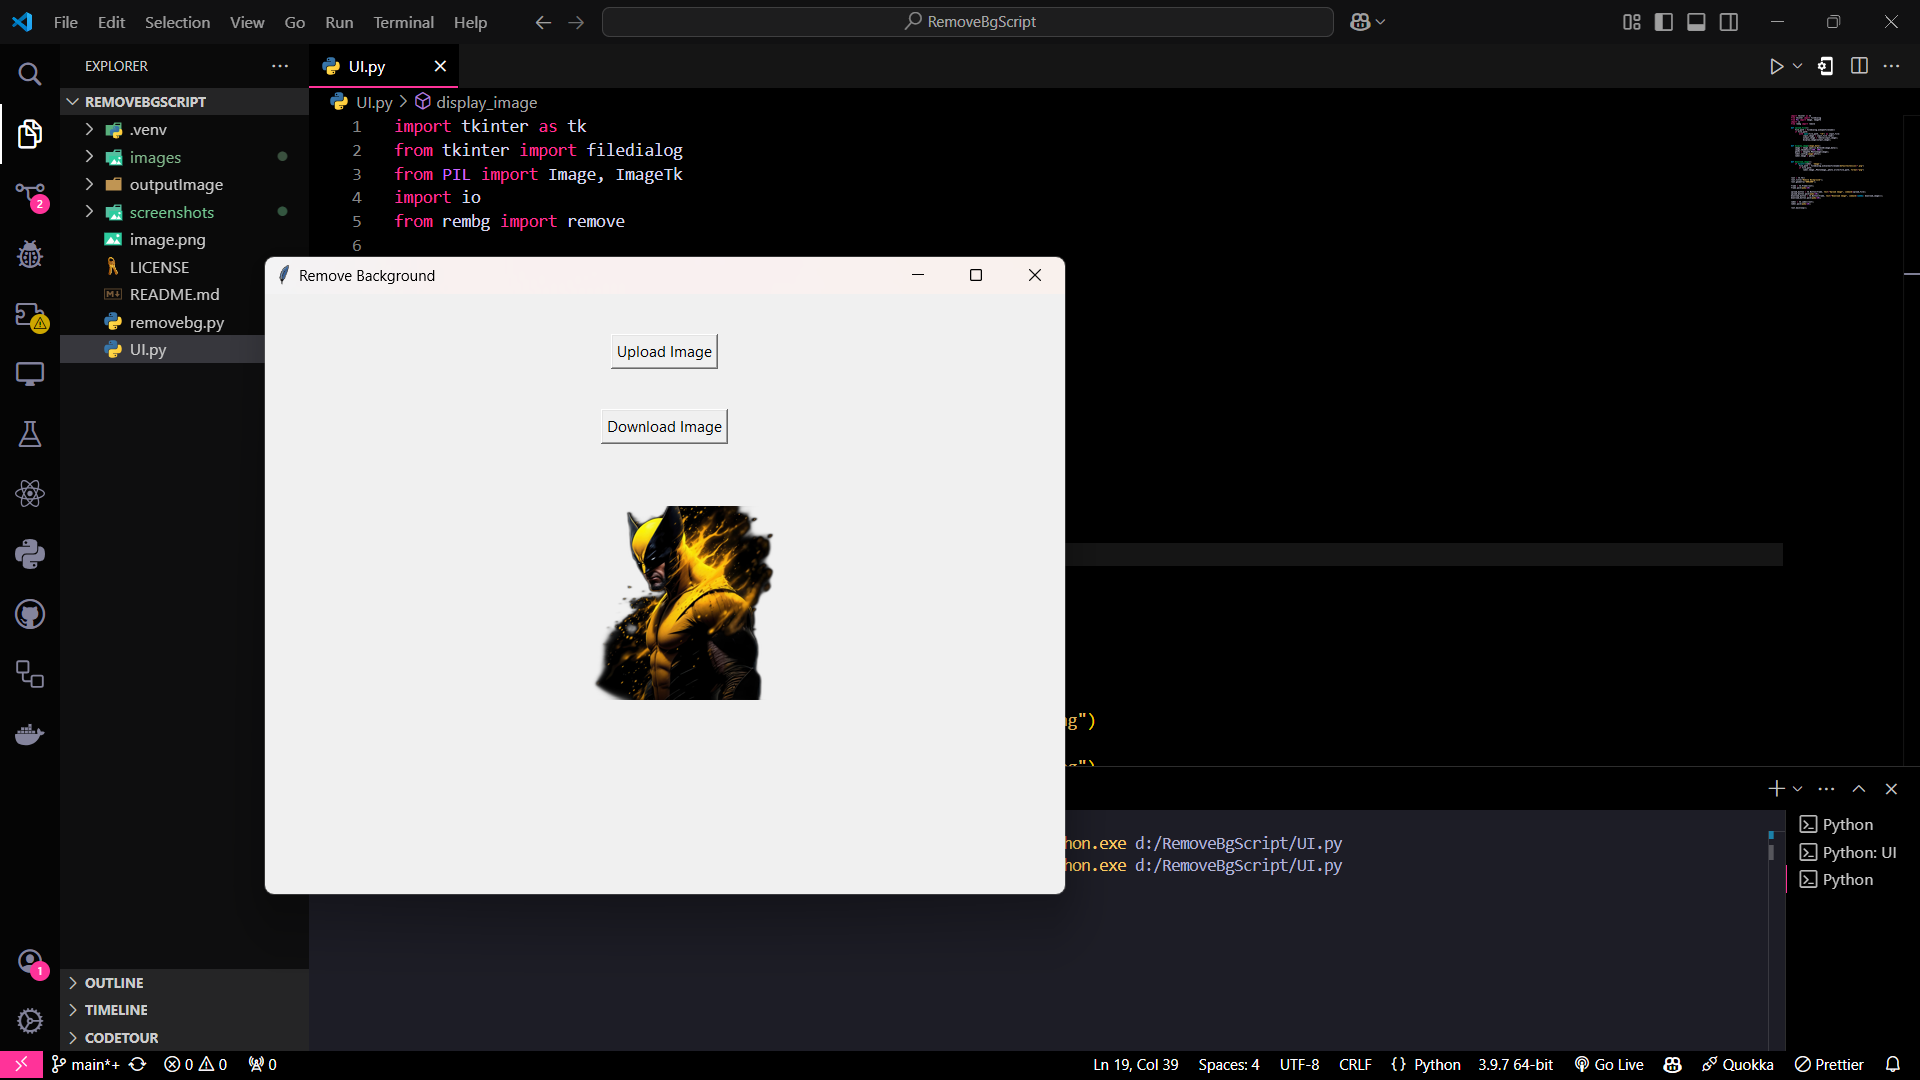 File Edit Selection View Go Run Terminal Help
RemoveBgScript
EXPLORER
UI.py
REMOVEBGSCRIPT
.venv
images
outputImage
screenshots
image.png
LICENSE
README.md
removebg.py
UI.py
UI.py display_image
1 import tkinter as tk
2 from tkinter import filedialog
3 from PIL import Image, ImageTk
4 import io
5 from rembg import remove
6
Remove Background
Upload Image
Download Image
g")
hon.exe d:/RemoveBgScript/UI.py
hon.exe d:/RemoveBgScript/UI.py
Python
Python: UI
Python
2
1
OUTLINE
TIMELINE
CODETOUR
main*+ 0 0 0
Ln 19, Col 39 Spaces: 4 UTF-8 CRLF {} Python 3.9.7 64-bit Go Live Quokka Prettier